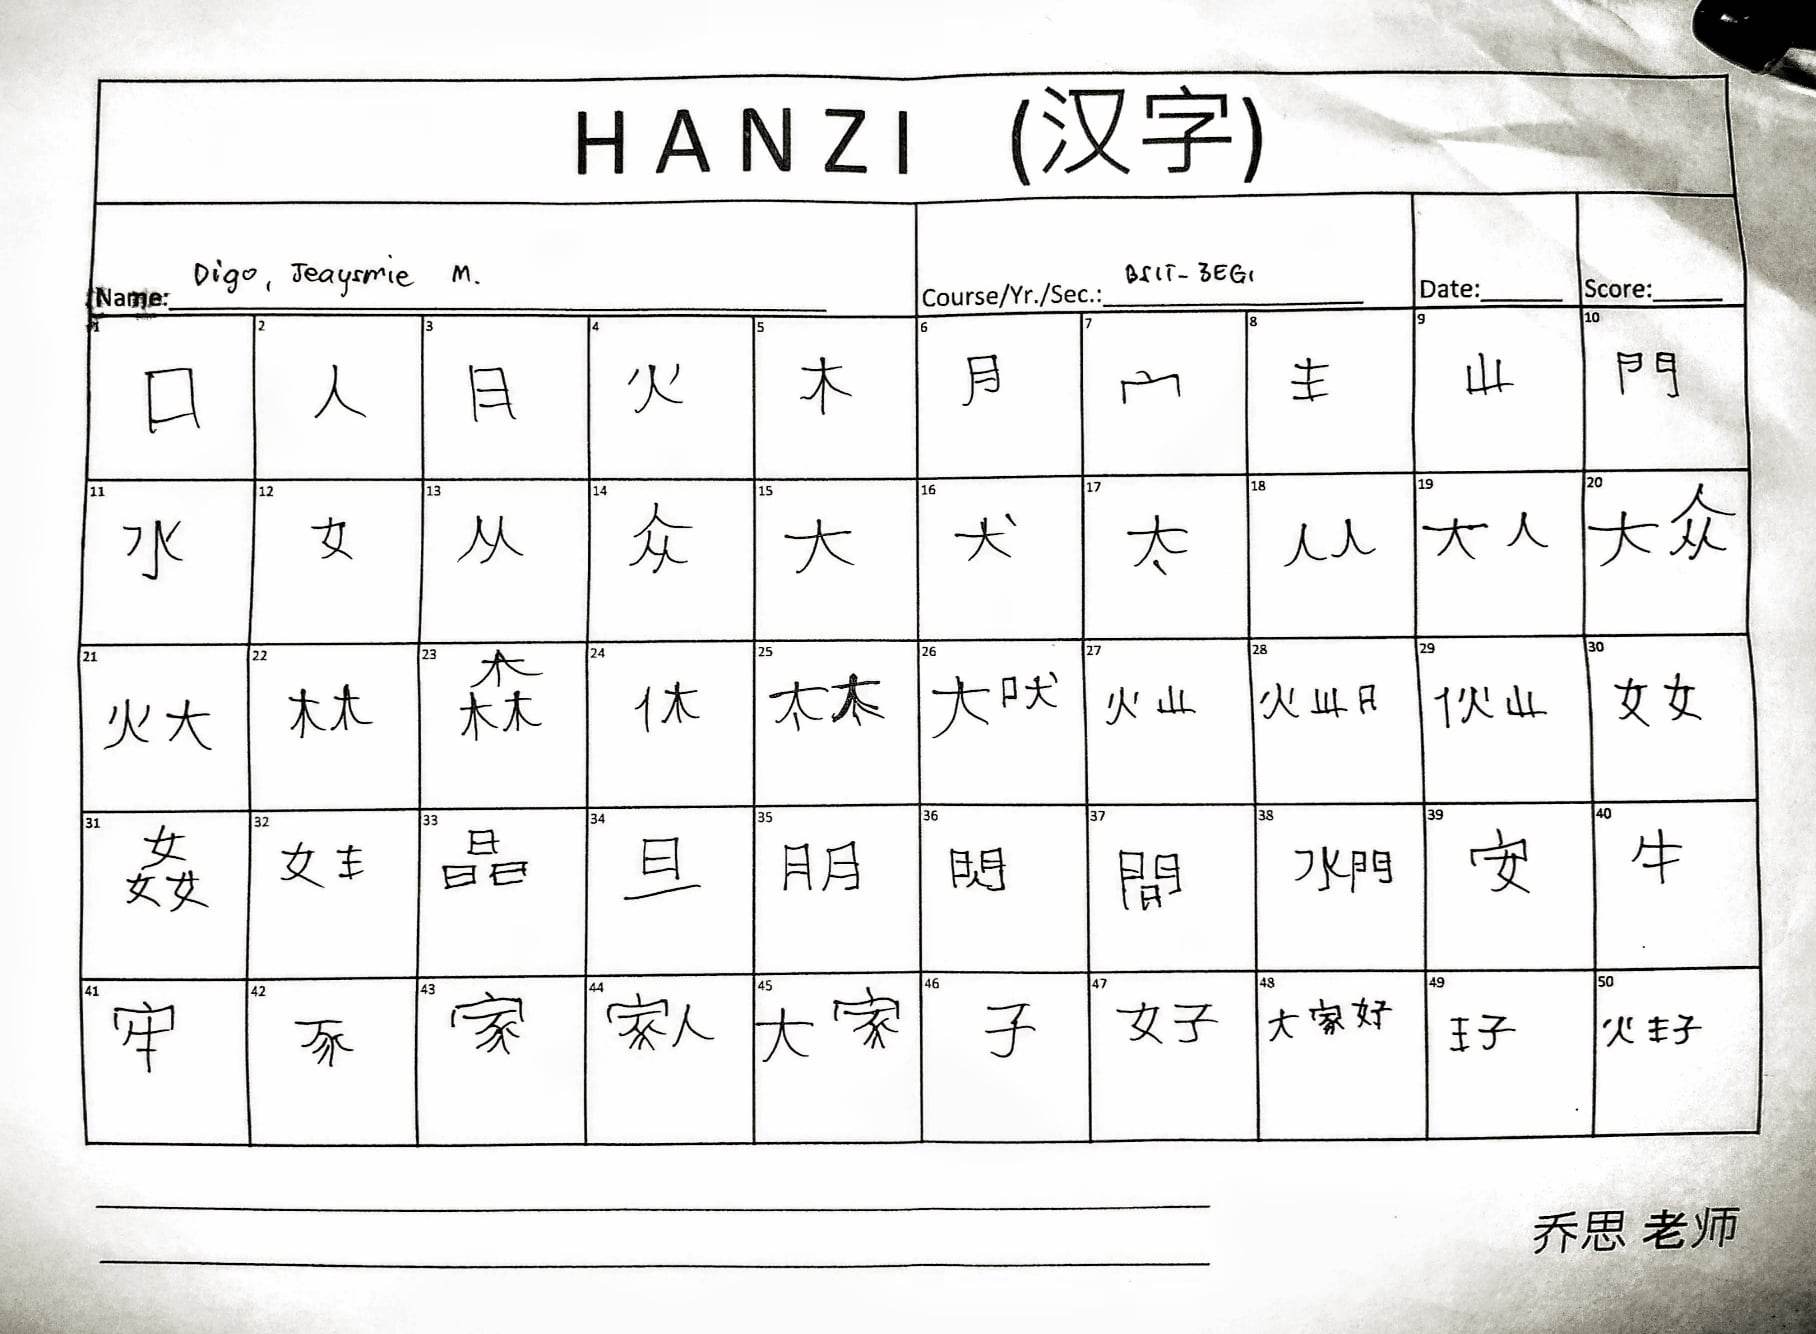 HANZI (汉字)
Name: Digo, Jeaysmie M. Course/Yr./Sec.: BSIT-3EG1 Date: Score:
1 2 3 4 5 6 7 8 9 10
口 人 日 火 木 月 宀 丰 山 門
11 12 13 14 15 16 17 18 19 20
水 女 从 众 大 犬 太 人人 大人 大众
21 22 23 24 25 26 27 28 29 30
火大 林 森 休 太太 大吠 火山 火山日 伙山 女女
31 32 33 34 35 36 37 38 39 40
姦 女丰 晶 旦 朋 閃 間 水門 安 牛
41 42 43 44 45 46 47 48 49 50
牢 豕 家 家人 大家 子 女子 大家好 王子 火王子
乔思 老师